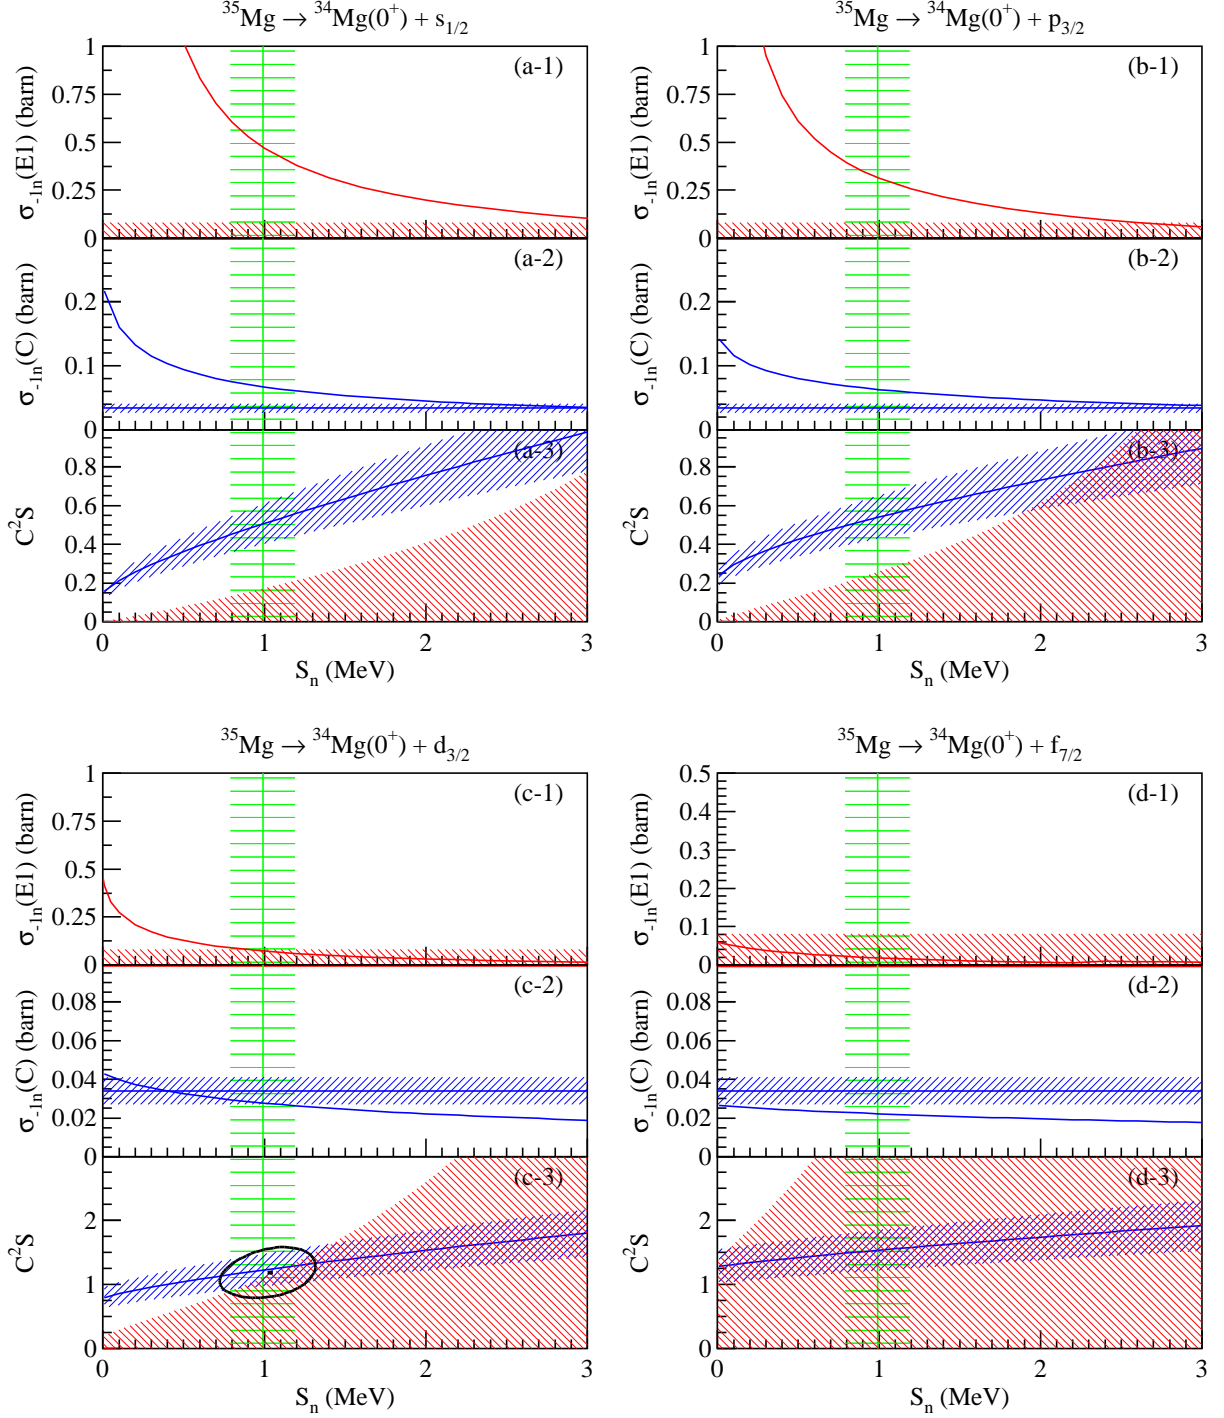 ³⁵Mg → ³⁴Mg(0⁺) + s₁/₂
(a-1)
σ₋₁ₙ(E1) (barn)
1
0.75
0.5
0.25
0
(a-2)
σ₋₁ₙ(C) (barn)
0.2
0.1
0
(a-3)
C²S
0.8
0.6
0.4
0.2
0
0 1 2 3
Sₙ (MeV)
³⁵Mg → ³⁴Mg(0⁺) + p₃/₂
(b-1)
σ₋₁ₙ(E1) (barn)
1
0.75
0.5
0.25
0
(b-2)
σ₋₁ₙ(C) (barn)
0.2
0.1
0
(b-3)
C²S
0.8
0.6
0.4
0.2
0
0 1 2 3
Sₙ (MeV)
³⁵Mg → ³⁴Mg(0⁺) + d₃/₂
(c-1)
σ₋₁ₙ(E1) (barn)
1
0.75
0.5
0.25
0
(c-2)
σ₋₁ₙ(C) (barn)
0.08
0.06
0.04
0.02
0
(c-3)
C²S
2
1
0
0 1 2 3
Sₙ (MeV)
³⁵Mg → ³⁴Mg(0⁺) + f₇/₂
(d-1)
σ₋₁ₙ(E1) (barn)
0.5
0.4
0.3
0.2
0.1
0
(d-2)
σ₋₁ₙ(C) (barn)
0.08
0.06
0.04
0.02
0
(d-3)
C²S
2
1
0
0 1 2 3
Sₙ (MeV)